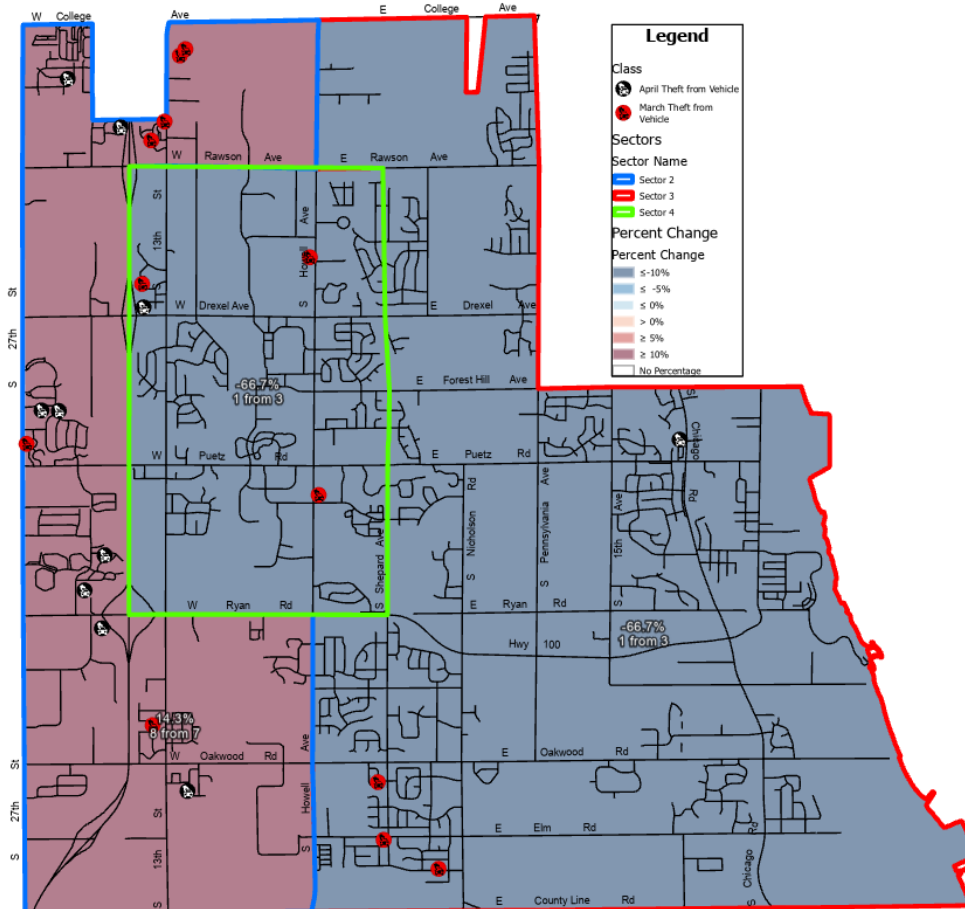 W College Ave
E College Ave
7
Legend
Class
April Theft from Vehicle
March Theft from
Vehicle
Sectors
Sector Name
Sector 2
Sector 3
Sector 4
Percent Change
Percent Change
≤-10%
≤ -5%
≤ 0%
> 0%
≥ 5%
≥ 10%
No Percentage
W Rawson Ave
E Rawson Ave
S 13th St
S Howell Ave
S 27th St
W Drexel Ave
E Drexel Ave
-66.7%
1 from 3
E Forest Hill Ave
S Chicago Rd
W Puetz Rd
E Puetz Rd
S Nicholson Rd
S Pennsylvania Ave
S 15th Ave
S Shepard Ave
W Ryan Rd
E Ryan Rd
Hwy 100
-66.7%
1 from 3
14.3%
8 from 7
W Oakwood Rd
E Oakwood Rd
S 27th St
S 13th St
S Howell Ave
E Elm Rd
S Chicago Rd
E County Line Rd